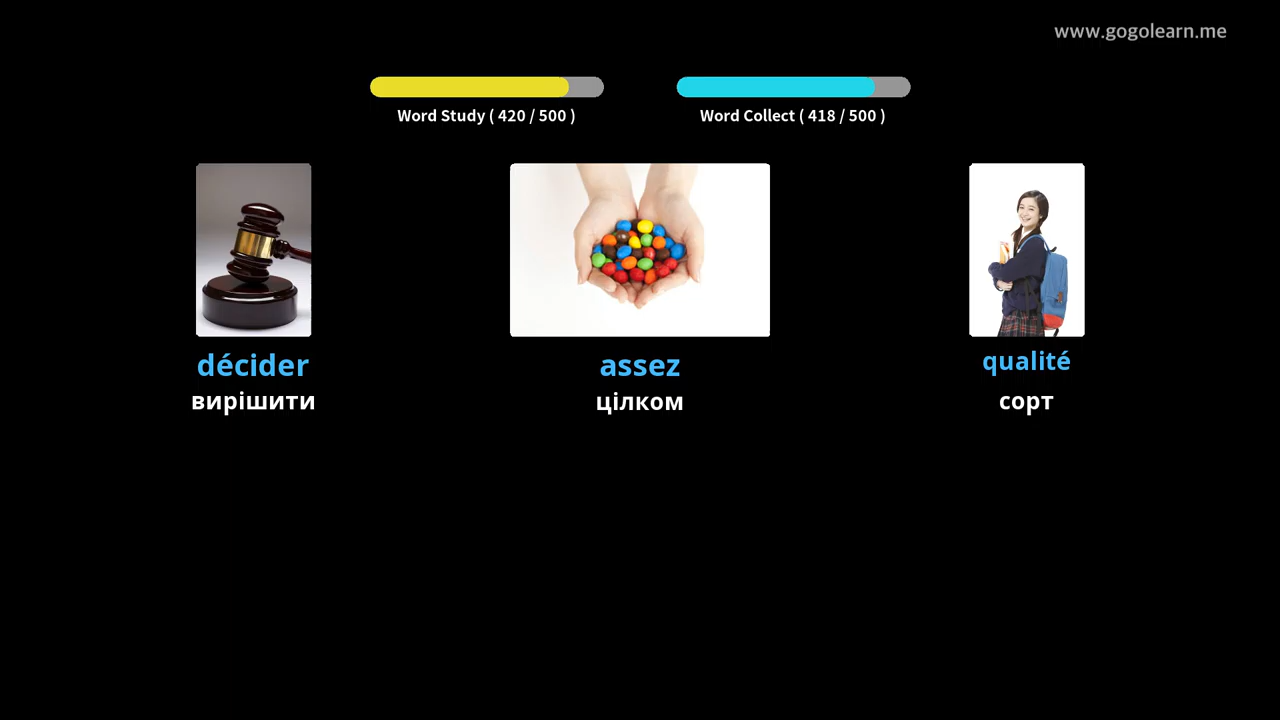 www.gogolearn.me
Word Study ( 420 / 500 )
Word Collect ( 418 / 500 )
décider
assez
qualité
вирішити
цілком
сорт